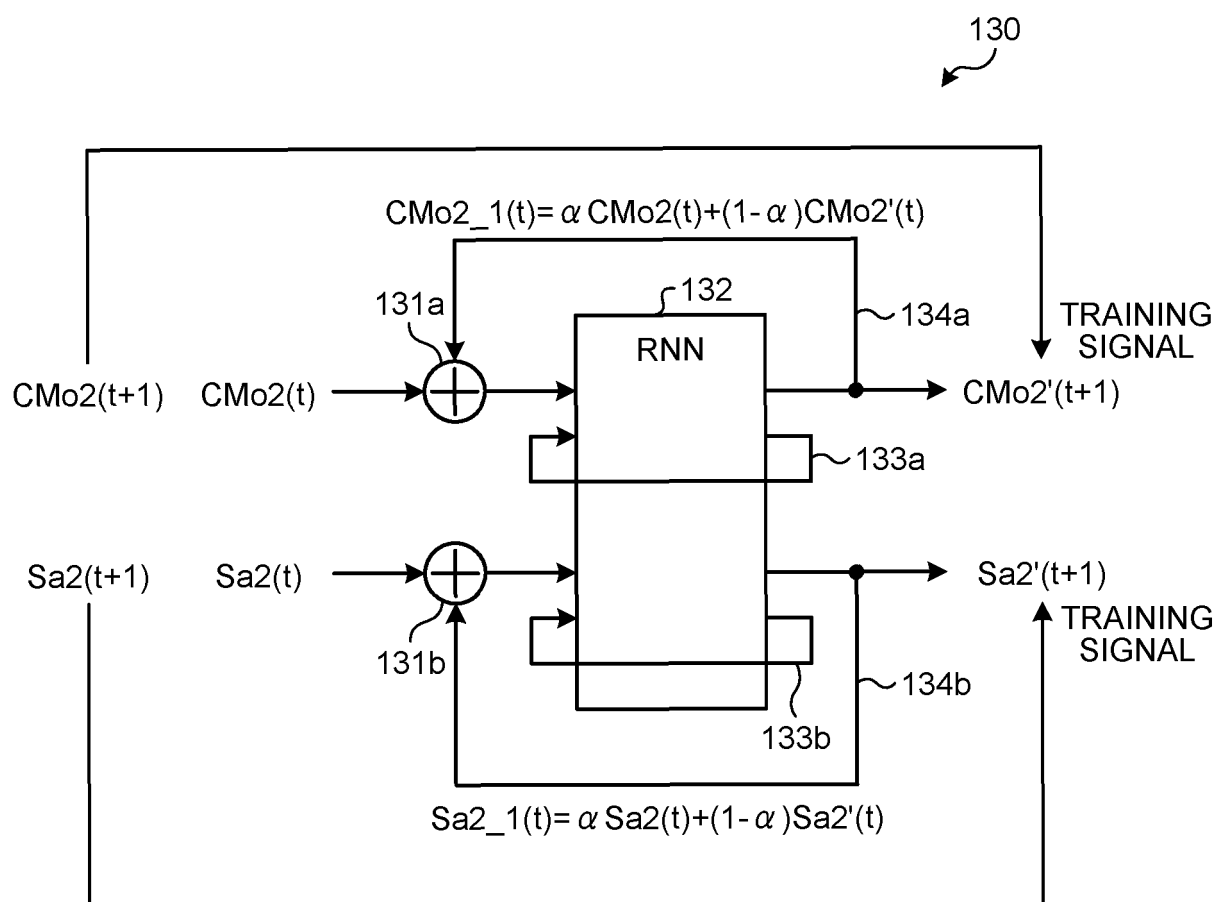 130
CMo2_1(t)= α CMo2(t)+(1- α)CMo2'(t)
131a
132
134a
RNN
TRAINING
SIGNAL
CMo2(t+1)
CMo2(t)
CMo2'(t+1)
133a
Sa2(t+1)
Sa2(t)
Sa2'(t+1)
TRAINING
SIGNAL
131b
134b
133b
Sa2_1(t)= α Sa2(t)+(1- α)Sa2'(t)